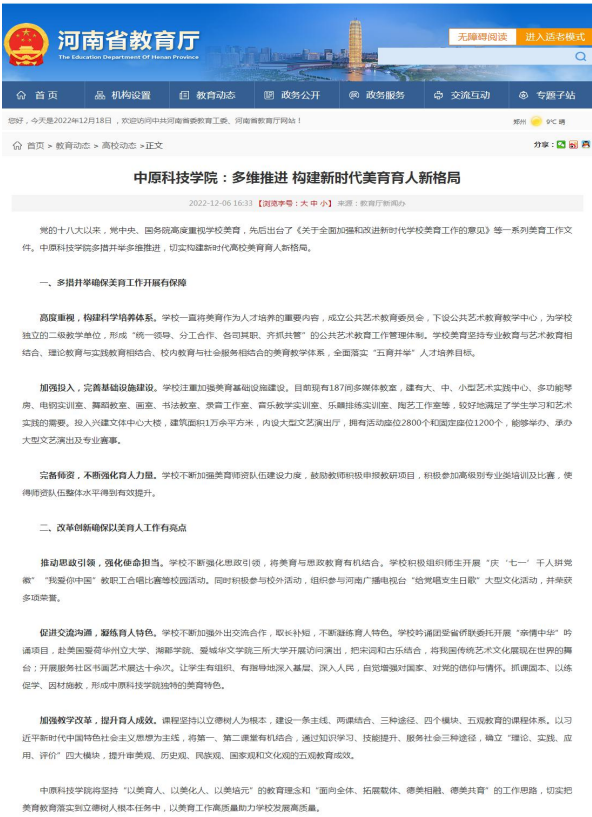 河南省教育厅
The Education Department Of Henan Province
无障碍阅读 进入适老模式
首页 机构设置 教育动态 政务公开 政务服务 交流互动 专题子站
您好，今天是2022年12月18日，欢迎访问中共河南省委教育工委、河南省教育厅网站！ 郑州 9℃ 晴
首页 > 教育动态 > 高校动态 >正文 分享：
中原科技学院：多维推进 构建新时代美育育人新格局
2022-12-06 16:33 【浏览字号：大 中 小】 来源：教育厅新闻办
党的十八大以来，党中央、国务院高度重视学校美育，先后出台了《关于全面加强和改进新时代学校美育工作的意见》等一系列美育工作文
件。中原科技学院多措并举多维推进，切实构建新时代高校美育育人新格局。
一、多措并举确保美育工作开展有保障
高度重视，构建科学培养体系。学校一直将美育作为人才培养的重要内容，成立公共艺术教育委员会，下设公共艺术教育教学中心，为学校
独立的二级教学单位，形成“统一领导、分工合作、各司其职、齐抓共管”的公共艺术教育工作管理体制。学校美育坚持专业教育与艺术教育相
结合、理论教育与实践教育相结合、校内教育与社会服务相结合的美育教学体系，全面落实“五育并举”人才培养目标。
加强投入，完善基础设施建设。学校注重加强美育基础设施建设。目前现有187间多媒体教室，建有大、中、小型艺术实践中心、多功能琴
房、电钢实训室、舞蹈教室、画室、书法教室、录音工作室、音乐教学实训室、乐器排练实训室、陶艺工作室等，较好地满足了学生学习和艺术
实践的需要。投入兴建文体中心大楼，建筑面积1万余平方米，内设大型文艺演出厅，拥有活动座位2800个和固定座位1200个，能够举办、承办
大型文艺演出及专业赛事。
完备师资，不断强化育人力量。学校不断加强美育师资队伍建设力度，鼓励教师积极申报教研项目，积极参加高级别专业类培训及比赛，使
得师资队伍整体水平得到有效提升。
二、改革创新确保以美育人工作有亮点
推动思政引领，强化使命担当。学校不断强化思政引领，将美育与思政教育有机结合。学校积极组织师生开展“庆‘七一’千人拼党
徽”“我爱你中国”教职工合唱比赛等校园活动。同时积极参与校外活动，组织参与河南广播电视台“给党唱支生日歌”大型文化活动，并荣获
多项荣誉。
促进交流沟通，凝练育人特色。学校不断加强外出交流合作，取长补短，不断凝练育人特色。学校吟诵团受省侨联委托开展“亲情中华”吟
诵项目，赴美国爱荷华州立大学、湖郡学院、爱城华文学院三所大学开展访问演出，把宋词和古乐结合，将我国传统艺术文化展现在世界的舞
台；开展服务社区书画艺术展达十余次。让学生有组织、有指导地深入基层、深入人民，自觉增强对国家、对党的信仰与情怀。抓课固本、以练
促学、因材施教，形成中原科技学院独特的美育特色。
加强教学改革，提升育人成效。课程坚持以立德树人为根本，建设一条主线、两课结合、三种途径、四个模块、五观教育的课程体系。以习
近平新时代中国特色社会主义思想为主线，将第一、第二课堂有机结合，通过知识学习、技能提升、服务社会三种途径，确立“理论、实践、应
用、评价”四大模块，提升审美观、历史观、民族观、国家观和文化观的五观教育成效。
中原科技学院将坚持“以美育人、以美化人、以美培元”的教育理念和“面向全体、拓展载体、德美相融、德美共育”的工作思路，切实把
美育教育落实到立德树人根本任务中，以美育工作高质量助力学校发展高质量。